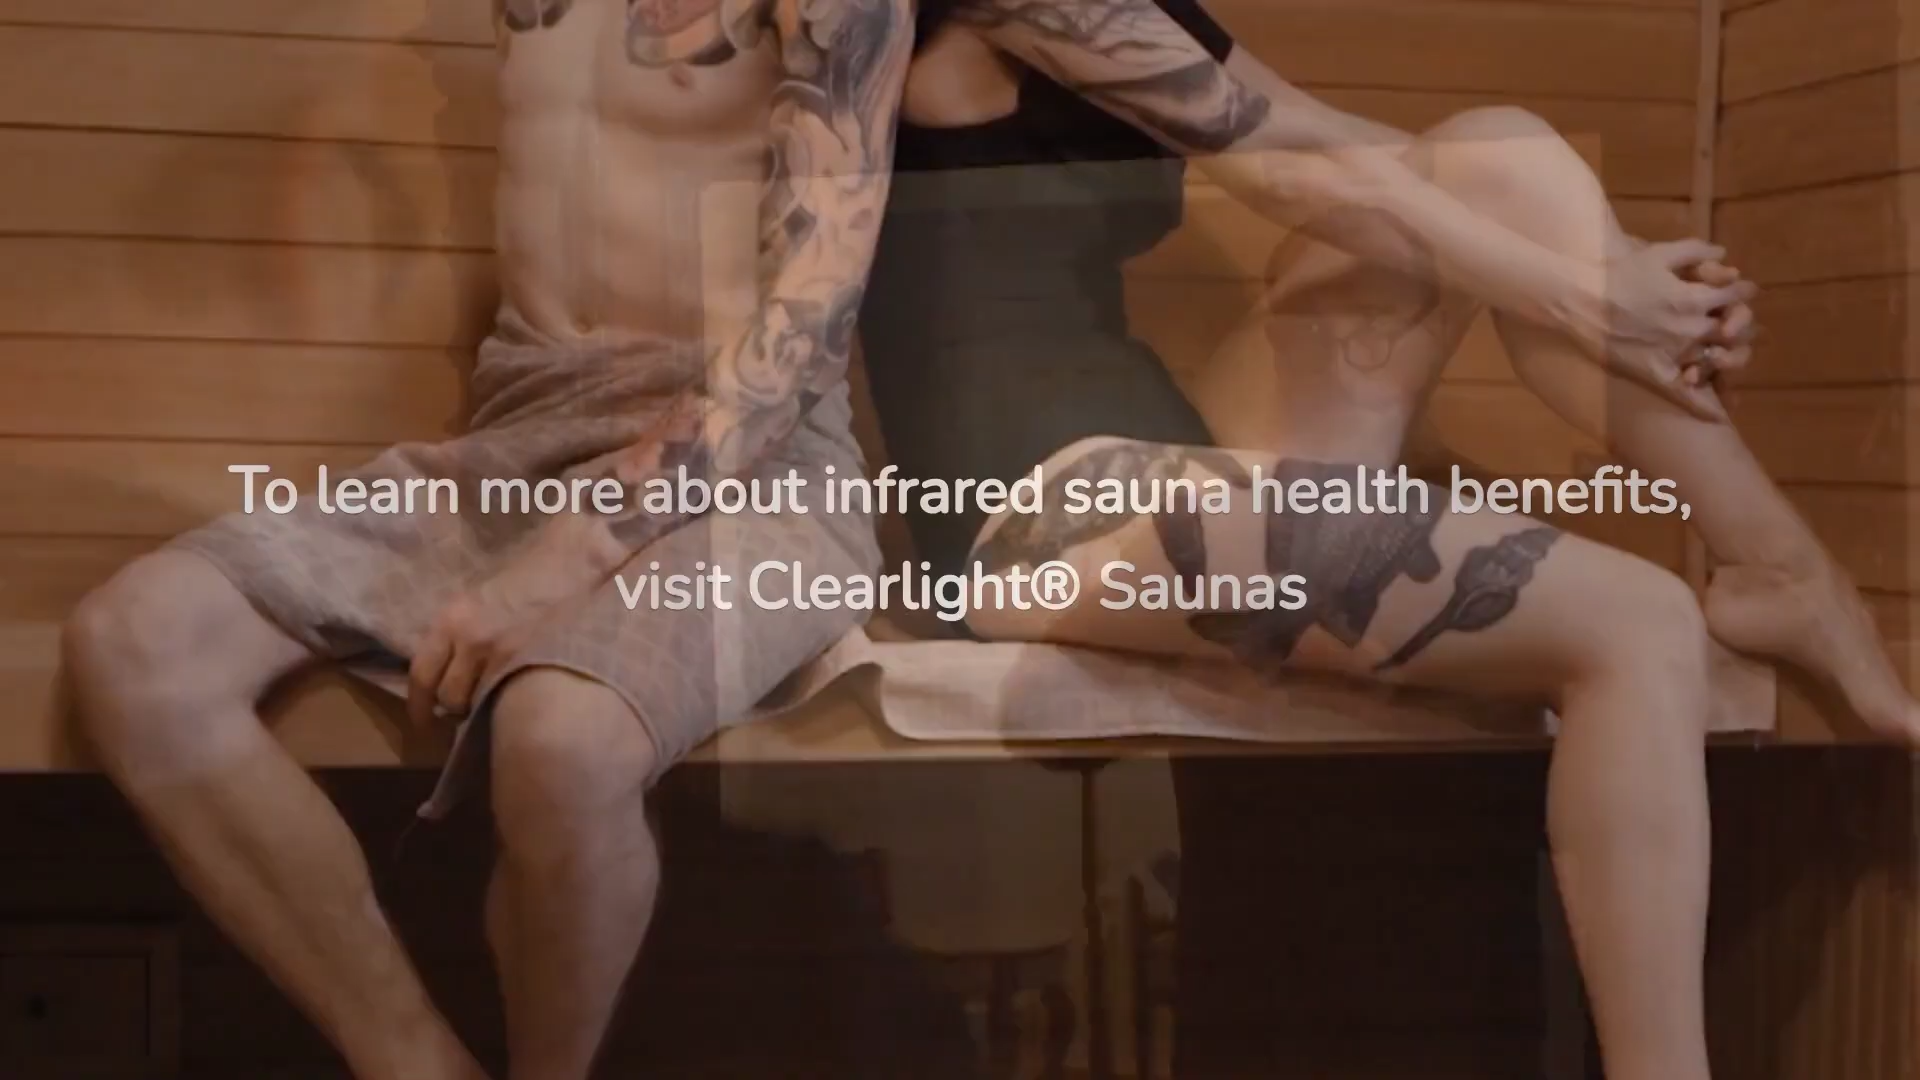 To learn more about infrared sauna health benefits,
visit Clearlight® Saunas